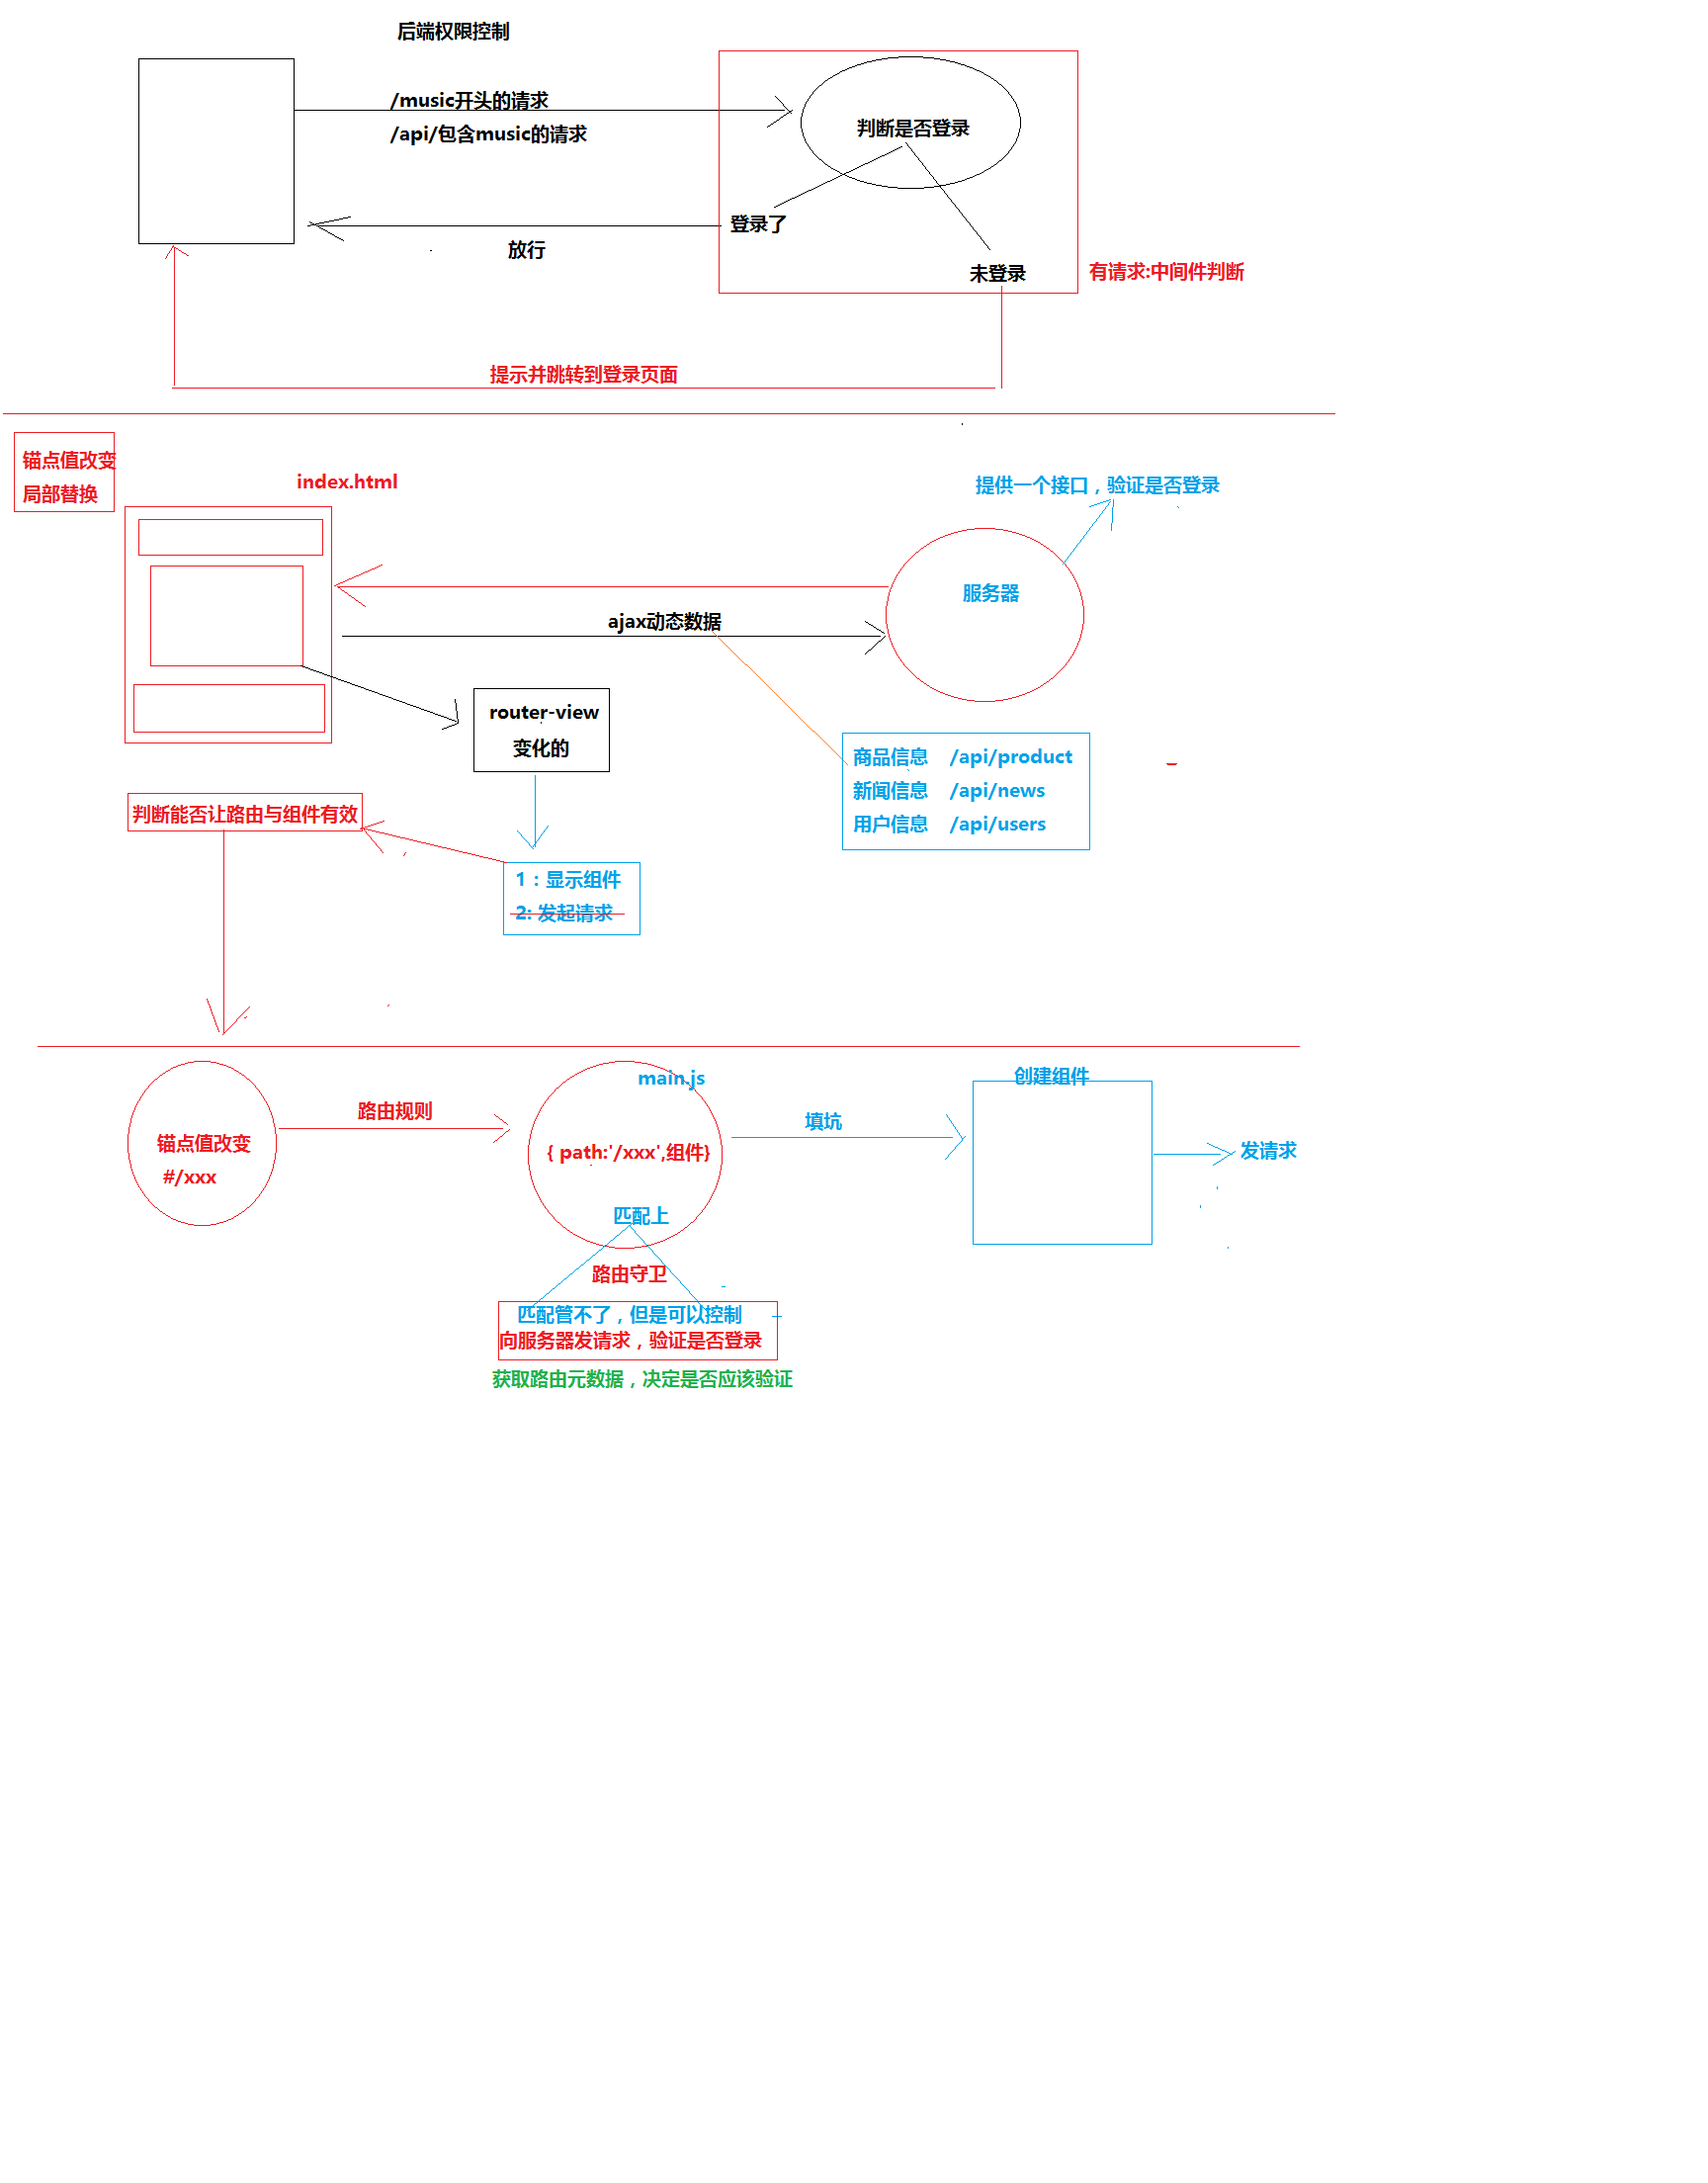 后端权限控制
/music开头的请求
/api/包含music的请求
判断是否登录
登录了
放行
未登录
有请求:中间件判断
提示并跳转到登录页面
锚点值改变
局部替换
index.html
提供一个接口，验证是否登录
服务器
ajax动态数据
router-view
变化的
商品信息 /api/product
新闻信息 /api/news
用户信息 /api/users
判断能否让路由与组件有效
1：显示组件
2: 发起请求
main.js
创建组件
路由规则
填坑
锚点值改变
#/xxx
{ path:'/xxx',组件}
发请求
匹配上
路由守卫
匹配管不了，但是可以控制
向服务器发请求，验证是否登录
获取路由元数据，决定是否应该验证